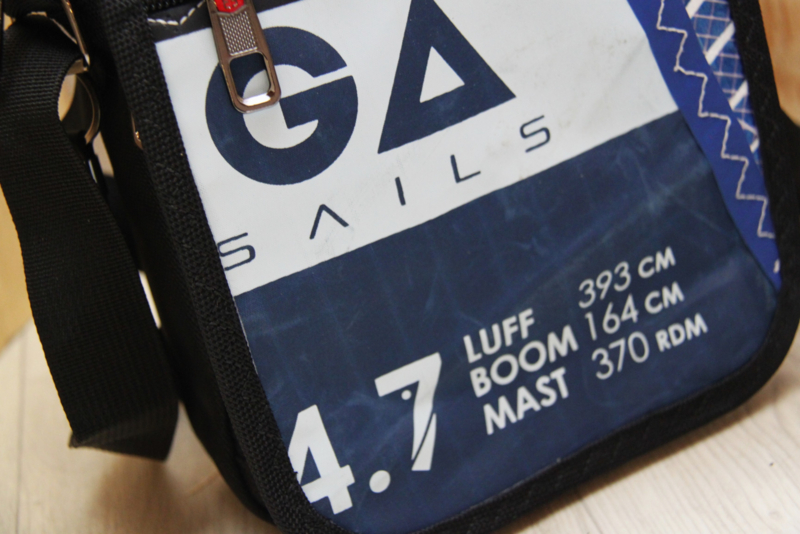 GA
SAILS
4.7
LUFF 393 CM
BOOM 164 CM
MAST 370 RDM